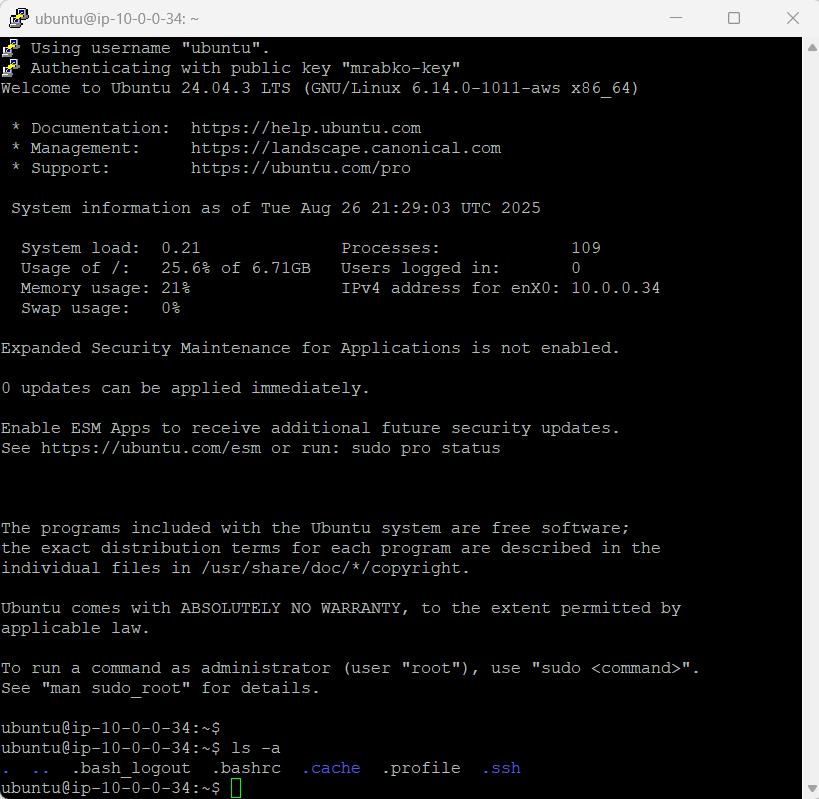 ubuntu@ip-10-0-0-34: ~
Using username "ubuntu".
Authenticating with public key "mrabko-key"
Welcome to Ubuntu 24.04.3 LTS (GNU/Linux 6.14.0-1011-aws x86_64)
* Documentation:  https://help.ubuntu.com
* Management:     https://landscape.canonical.com
* Support:        https://ubuntu.com/pro
System information as of Tue Aug 26 21:29:03 UTC 2025
System load:  0.21              Processes:             109
Usage of /:   25.6% of 6.71GB   Users logged in:       0
Memory usage: 21%               IPv4 address for enX0: 10.0.0.34
Swap usage:   0%
Expanded Security Maintenance for Applications is not enabled.
0 updates can be applied immediately.
Enable ESM Apps to receive additional future security updates.
See https://ubuntu.com/esm or run: sudo pro status
The programs included with the Ubuntu system are free software;
the exact distribution terms for each program are described in the
individual files in /usr/share/doc/*/copyright.
Ubuntu comes with ABSOLUTELY NO WARRANTY, to the extent permitted by
applicable law.
To run a command as administrator (user "root"), use "sudo <command>".
See "man sudo_root" for details.
ubuntu@ip-10-0-0-34:~$
ubuntu@ip-10-0-0-34:~$ ls -a
.  ..  .bash_logout  .bashrc  .cache  .profile  .ssh
ubuntu@ip-10-0-0-34:~$